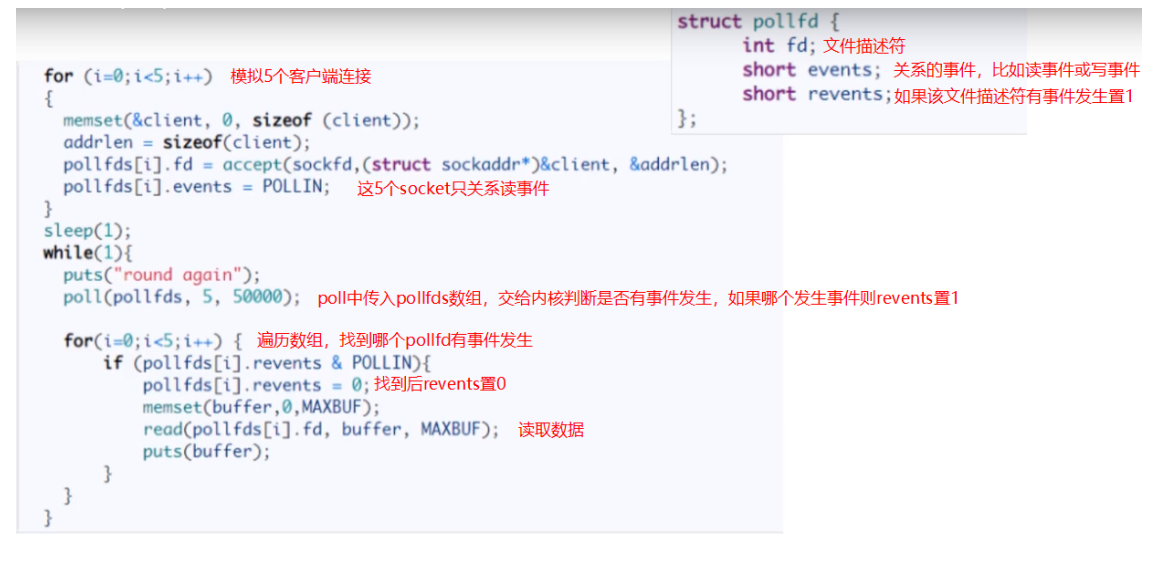 struct pollfd {
int fd; 文件描述符
short events; 关系的事件，比如读事件或写事件
short revents;如果该文件描述符有事件发生置1
};
for (i=0;i<5;i++) 模拟5个客户端连接
{
memset(&client, 0, sizeof (client));
addrlen = sizeof(client);
pollfds[i].fd = accept(sockfd,(struct sockaddr*)&client, &addrlen);
pollfds[i].events = POLLIN; 这5个socket只关系读事件
}
sleep(1);
while(1){
puts("round again");
poll(pollfds, 5, 50000); poll中传入pollfds数组，交给内核判断是否有事件发生，如果哪个发生事件则revents置1
for(i=0;i<5;i++) { 遍历数组，找到哪个pollfd有事件发生
if (pollfds[i].revents & POLLIN){
pollfds[i].revents = 0; 找到后revents置0
memset(buffer,0,MAXBUF);
read(pollfds[i].fd, buffer, MAXBUF); 读取数据
puts(buffer);
}
}
}